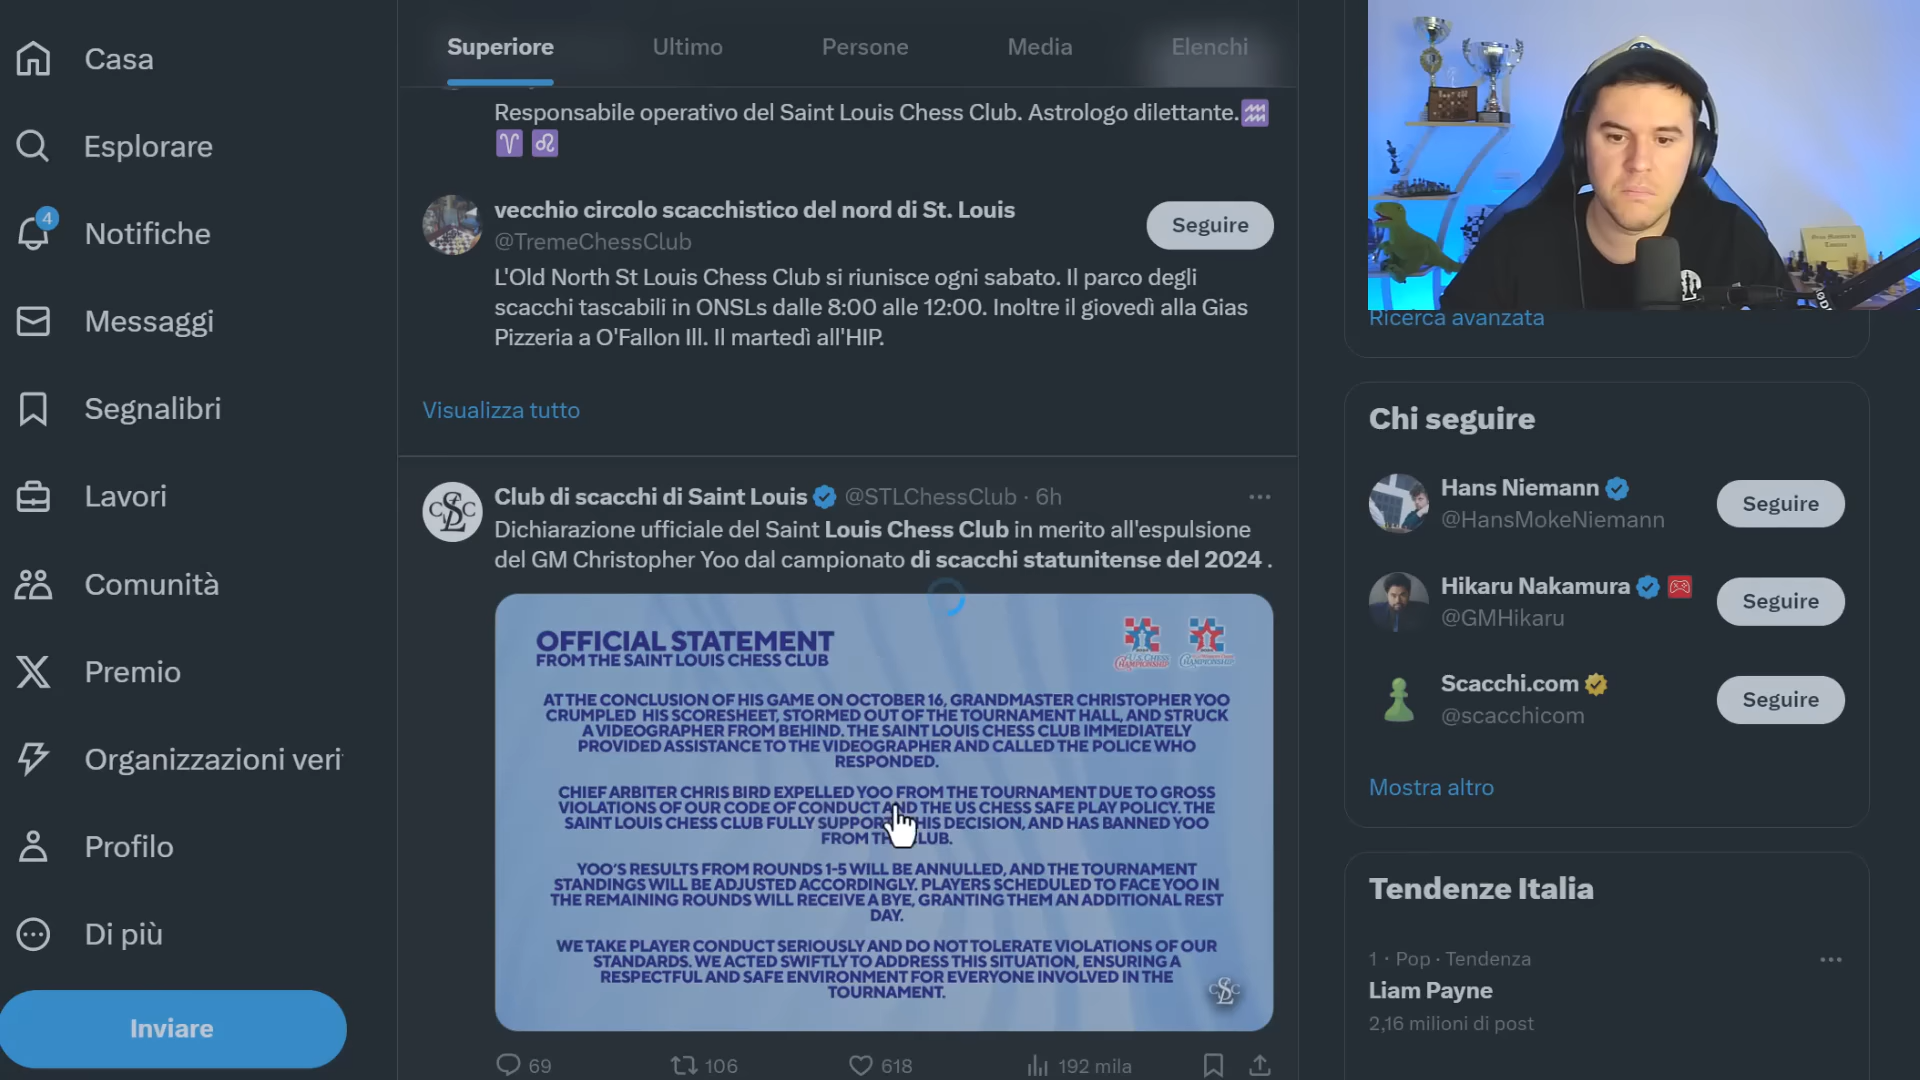 Casa
Esplorare
4
Notifiche
Messaggi
Segnalibri
Lavori
Comunità
Premio
Organizzazioni veri
Profilo
Di più
Inviare
Superiore
Ultimo
Persone
Media
Elenchi
Responsabile operativo del Saint Louis Chess Club. Astrologo dilettante.♒
♈ ♌
vecchio circolo scacchistico del nord di St. Louis
@TremeChessClub
Seguire
L'Old North St Louis Chess Club si riunisce ogni sabato. Il parco degli
scacchi tascabili in ONSLs dalle 8:00 alle 12:00. Inoltre il giovedì alla Gias
Pizzeria a O'Fallon Ill. Il martedì all'HIP.
Visualizza tutto
Club di scacchi di Saint Louis @STLChessClub · 6h
Dichiarazione ufficiale del Saint Louis Chess Club in merito all'espulsione
del GM Christopher Yoo dal campionato di scacchi statunitense del 2024 .
OFFICIAL STATEMENT
FROM THE SAINT LOUIS CHESS CLUB
AT THE CONCLUSION OF HIS GAME ON OCTOBER 16, GRANDMASTER CHRISTOPHER YOO
CRUMPLED HIS SCORESHEET, STORMED OUT OF THE TOURNAMENT HALL, AND STRUCK
A VIDEOGRAPHER FROM BEHIND. THE SAINT LOUIS CHESS CLUB IMMEDIATELY
PROVIDED ASSISTANCE TO THE VIDEOGRAPHER AND CALLED THE POLICE WHO
RESPONDED.
CHIEF ARBITER CHRIS BIRD EXPELLED YOO FROM THE TOURNAMENT DUE TO GROSS
VIOLATIONS OF OUR CODE OF CONDUCT AND THE US CHESS SAFE PLAY POLICY. THE
SAINT LOUIS CHESS CLUB FULLY SUPPORTS THIS DECISION, AND HAS BANNED YOO
FROM THE CLUB.
YOO'S RESULTS FROM ROUNDS 1-5 WILL BE ANNULLED, AND THE TOURNAMENT
STANDINGS WILL BE ADJUSTED ACCORDINGLY. PLAYERS SCHEDULED TO FACE YOO IN
THE REMAINING ROUNDS WILL RECEIVE A BYE, GRANTING THEM AN ADDITIONAL REST
DAY.
WE TAKE PLAYER CONDUCT SERIOUSLY AND DO NOT TOLERATE VIOLATIONS OF OUR
STANDARDS. WE ACTED SWIFTLY TO ADDRESS THIS SITUATION, ENSURING A
RESPECTFUL AND SAFE ENVIRONMENT FOR EVERYONE INVOLVED IN THE
TOURNAMENT.
69
106
618
192 mila
Ricerca avanzata
Chi seguire
Hans Niemann
@HansMokeNiemann
Seguire
Hikaru Nakamura
@GMHikaru
Seguire
Scacchi.com
@scacchicom
Seguire
Mostra altro
Tendenze Italia
1 · Pop · Tendenza
Liam Payne
2,16 milioni di post